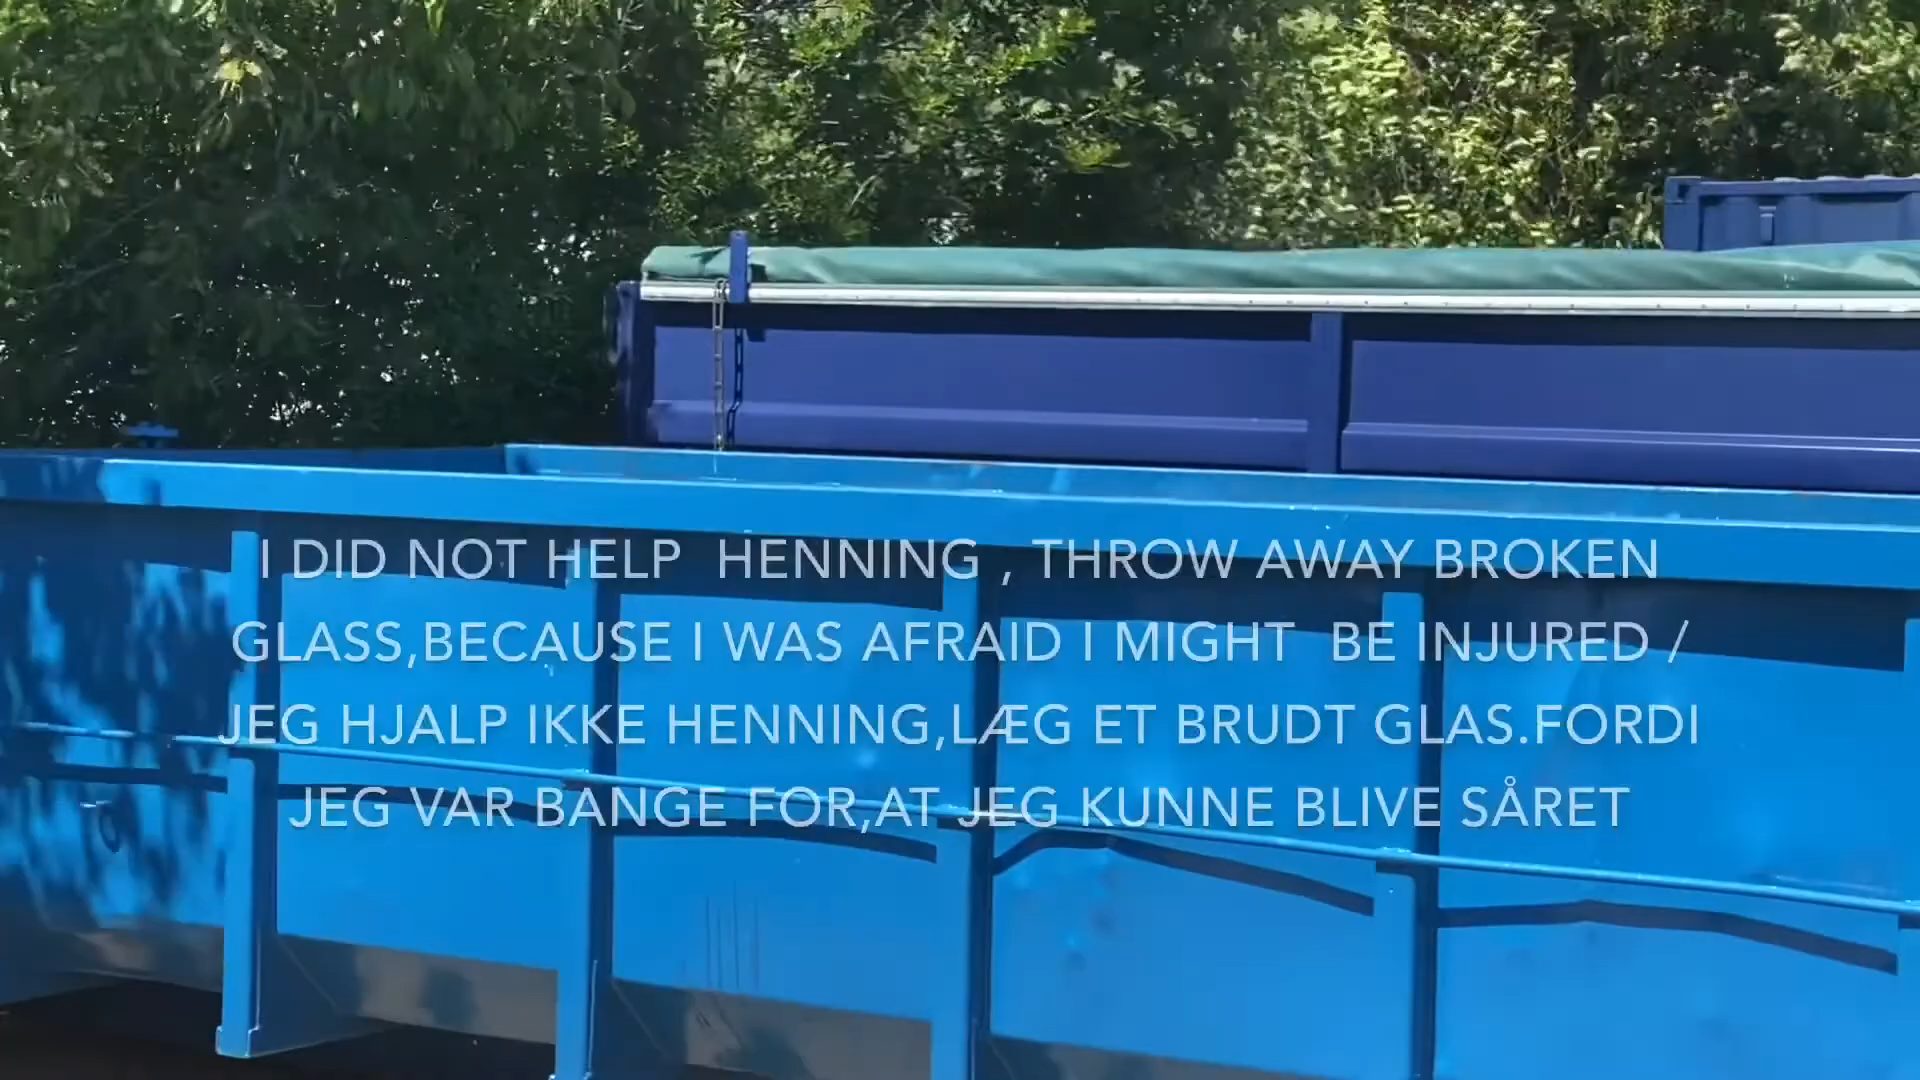 I DID NOT HELP  HENNING , THROW AWAY BROKEN
GLASS,BECAUSE I WAS AFRAID I MIGHT  BE INJURED /
JEG HJALP IKKE HENNING,LÆG ET BRUDT GLAS.FORDI
JEG VAR BANGE FOR,AT JEG KUNNE BLIVE SÅRET